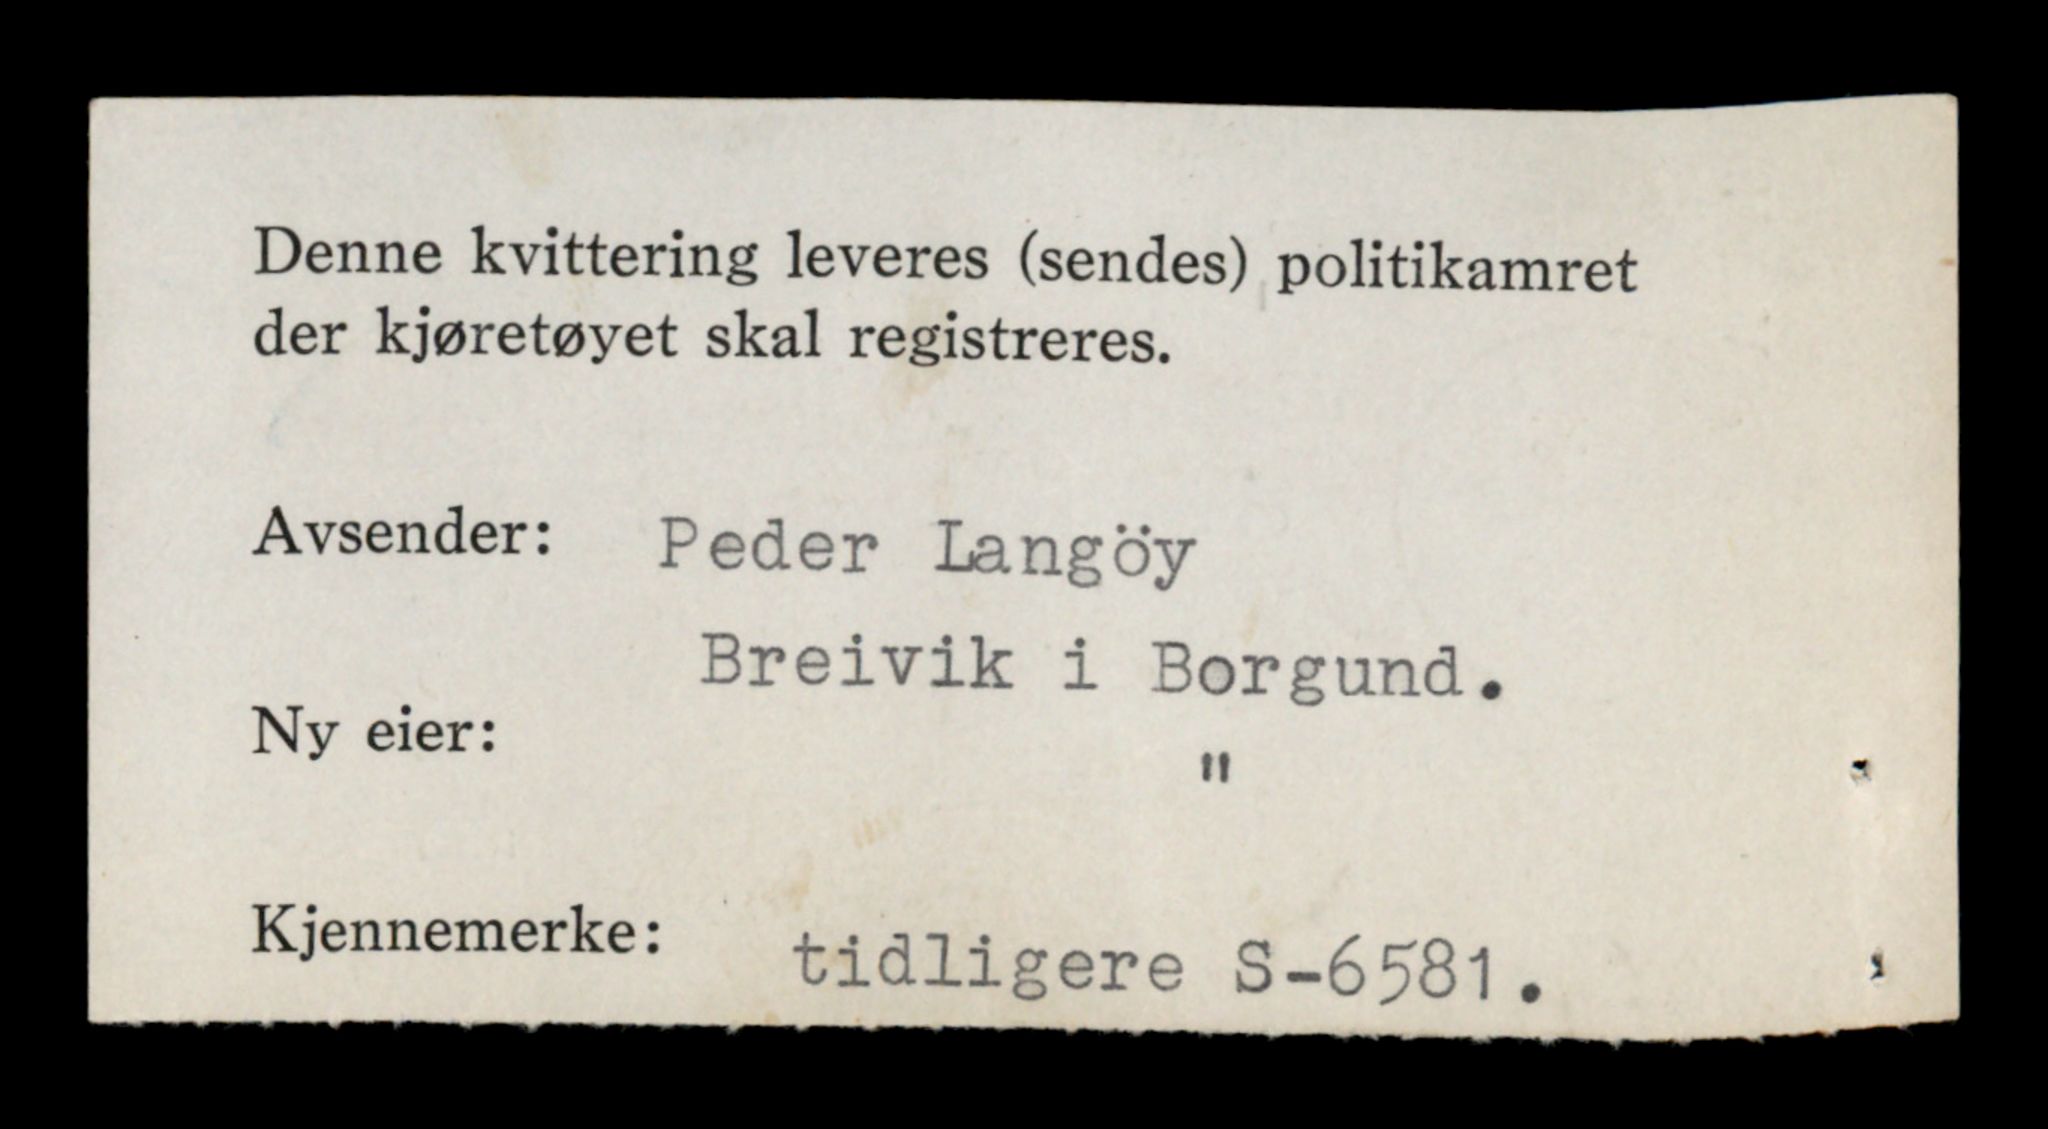 Denne kvittering leveres (sendes) politikamret
der kjøretøyet skal registreres.
Avsender: Peder Langöy
Breivik i Borgund.
Ny eier: "
Kjennemerke: tidligere S-6581.